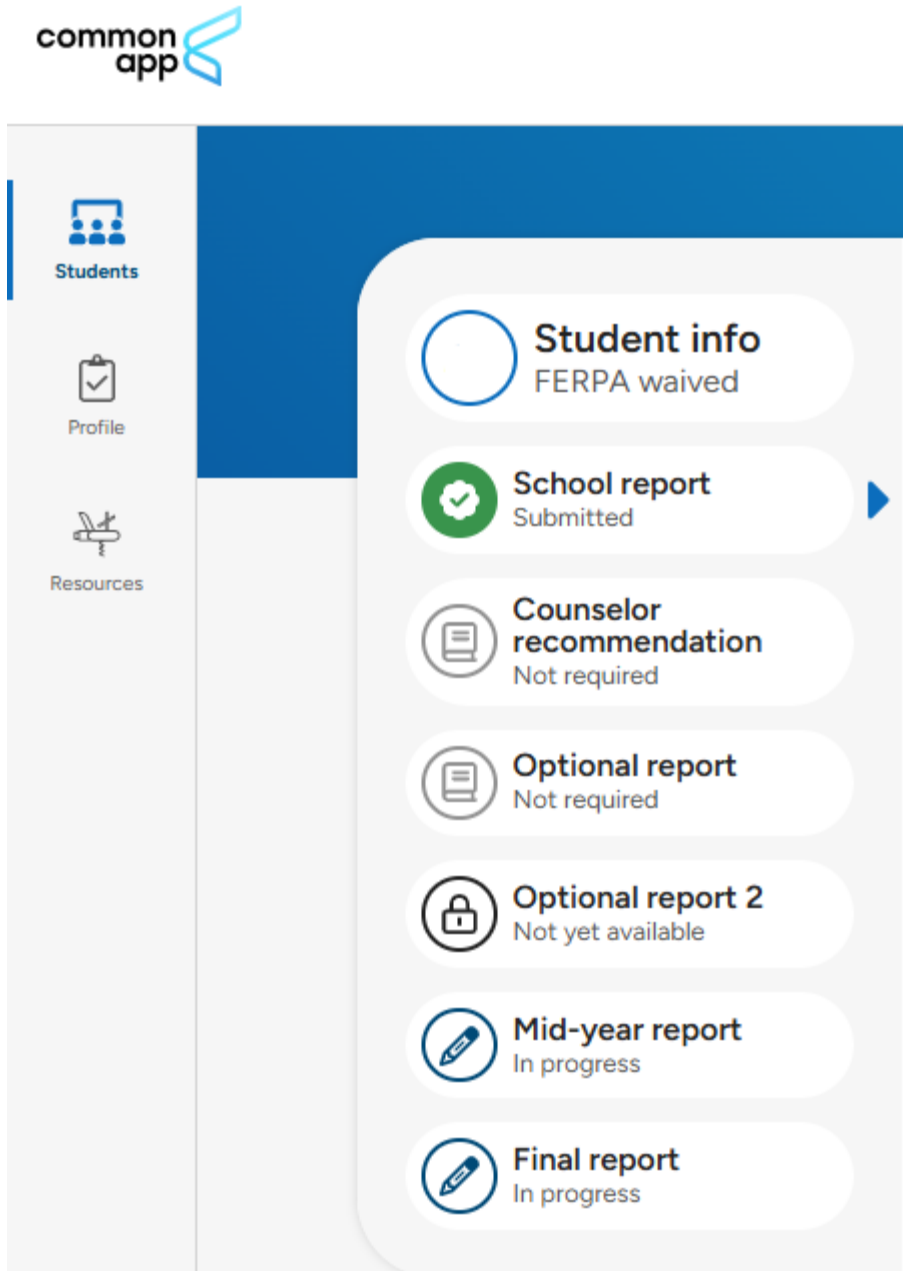 common
app
Students
Profile
Resources
Student info
FERPA waived
School report
Submitted
Counselor
recommendation
Not required
Optional report
Not required
Optional report 2
Not yet available
Mid-year report
In progress
Final report
In progress